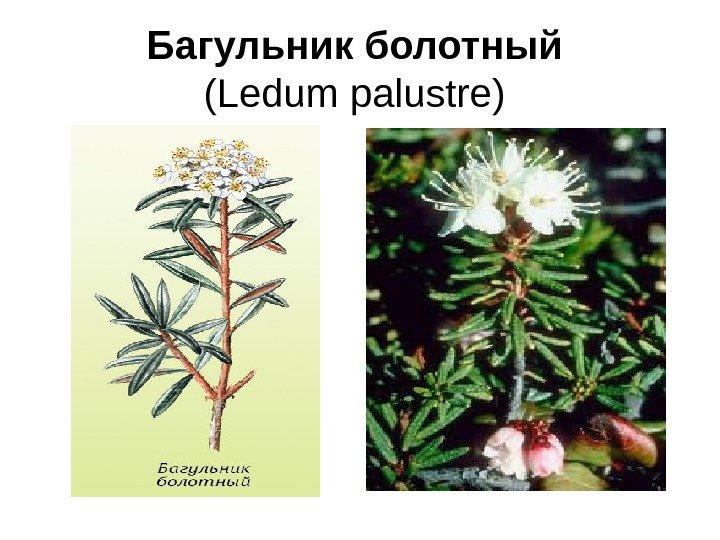 Багульник болотный
(Ledum palustre)
Багульник
болотный